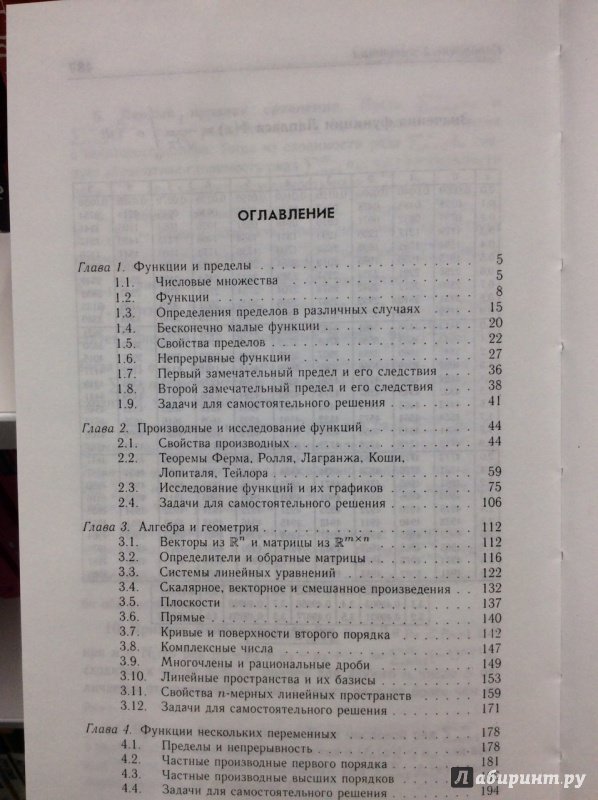 ОГЛАВЛЕНИЕ
Глава 1. Функции и пределы . . . . . . . . . . . . . . . . . . . . 5
1.1. Числовые множества . . . . . . . . . . . . . . . . . . . 5
1.2. Функции . . . . . . . . . . . . . . . . . . . . . . . . 8
1.3. Определения пределов в различных случаях . . . . . . . 15
1.4. Бесконечно малые функции . . . . . . . . . . . . . . . 20
1.5. Свойства пределов . . . . . . . . . . . . . . . . . . . 22
1.6. Непрерывные функции . . . . . . . . . . . . . . . . . . 27
1.7. Первый замечательный предел и его следствия . . . . . . 36
1.8. Второй замечательный предел и его следствия . . . . . . 38
1.9. Задачи для самостоятельного решения . . . . . . . . . . 41
Глава 2. Производные и исследование функций . . . . . . . . . . . 44
2.1. Свойства производных . . . . . . . . . . . . . . . . . . 44
2.2. Теоремы Ферма, Ролля, Лагранжа, Коши,
Лопиталя, Тейлора . . . . . . . . . . . . . . . . . . . 59
2.3. Исследование функций и их графиков . . . . . . . . . . 75
2.4. Задачи для самостоятельного решения . . . . . . . . . . 106
Глава 3. Алгебра и геометрия . . . . . . . . . . . . . . . . . . . 112
3.1. Векторы из ℝⁿ и матрицы из ℝᵐˣⁿ . . . . . . . . . . . . 112
3.2. Определители и обратные матрицы . . . . . . . . . . . . 116
3.3. Системы линейных уравнений . . . . . . . . . . . . . . 122
3.4. Скалярное, векторное и смешанное произведения . . . . . 132
3.5. Плоскости . . . . . . . . . . . . . . . . . . . . . . . 137
3.6. Прямые . . . . . . . . . . . . . . . . . . . . . . . . 140
3.7. Кривые и поверхности второго порядка . . . . . . . . . 142
3.8. Комплексные числа . . . . . . . . . . . . . . . . . . . 147
3.9. Многочлены и рациональные дроби . . . . . . . . . . . . 149
3.10. Линейные пространства и их базисы . . . . . . . . . . 153
3.11. Свойства n-мерных линейных пространств . . . . . . . . 159
3.12. Задачи для самостоятельного решения . . . . . . . . . 171
Глава 4. Функции нескольких переменных . . . . . . . . . . . . . . 178
4.1. Пределы и непрерывность . . . . . . . . . . . . . . . . 178
4.2. Частные производные первого порядка . . . . . . . . . . 181
4.3. Частные производные высших порядков
4.4. Задачи для самостоятельного решения . . . . . . . . . . 194
Лабиринт.ру